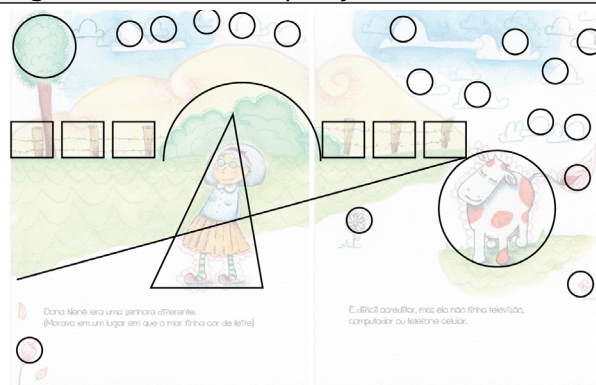 Dona Nenê era uma senhora diferente.
(Morava em um lugar em que o mar tinha cor de leite)
É difícil acreditar, mas ela não tinha televisão,
computador ou telefone celular.